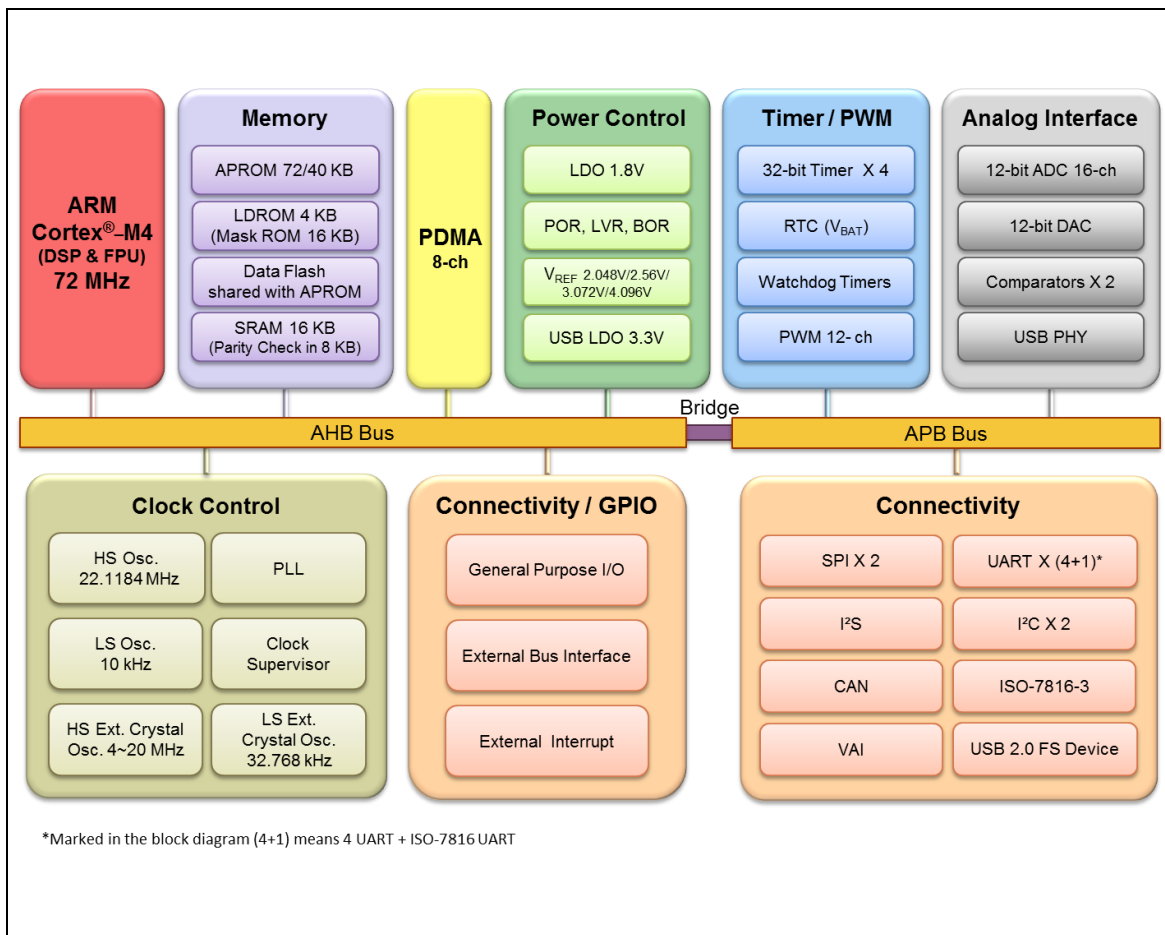 ARM
Cortex®–M4
(DSP & FPU)
72 MHz
Memory
APROM 72/40 KB
LDROM 4 KB
(Mask ROM 16 KB)
Data Flash
shared with APROM
SRAM 16 KB
(Parity Check in 8 KB)
PDMA
8-ch
Power Control
LDO 1.8V
POR, LVR, BOR
VREF 2.048V/2.56V/
3.072V/4.096V
USB LDO 3.3V
Timer / PWM
32-bit Timer X 4
RTC (VBAT)
Watchdog Timers
PWM 12- ch
Analog Interface
12-bit ADC 16-ch
12-bit DAC
Comparators X 2
USB PHY
AHB Bus
Bridge
APB Bus
Clock Control
HS Osc.
22.1184 MHz
PLL
LS Osc.
10 kHz
Clock
Supervisor
HS Ext. Crystal
Osc. 4~20 MHz
LS Ext.
Crystal Osc.
32.768 kHz
Connectivity / GPIO
General Purpose I/O
External Bus Interface
External Interrupt
Connectivity
SPI X 2
UART X (4+1)*
I²S
I²C X 2
CAN
ISO-7816-3
VAI
USB 2.0 FS Device
*Marked in the block diagram (4+1) means 4 UART + ISO-7816 UART